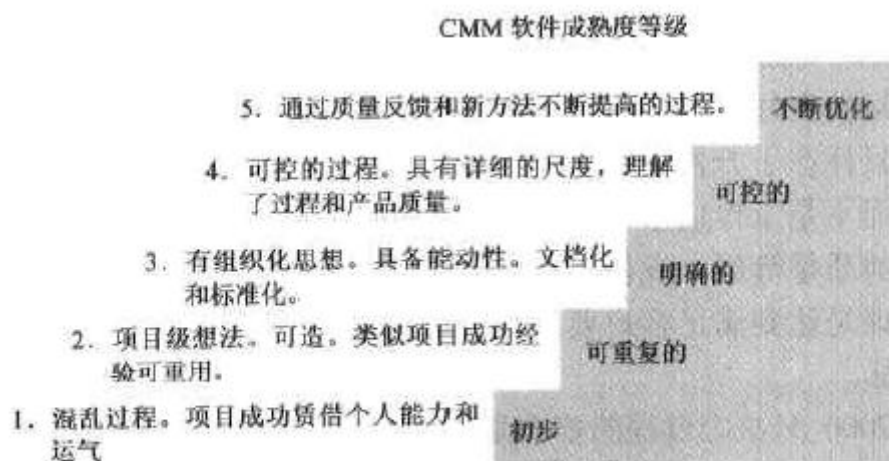 CMM 软件成熟度等级
5. 通过质量反馈和新方法不断提高的过程。
不断优化
4. 可控的过程。具有详细的尺度，理解
了过程和产品质量。
可控的
3. 有组织化思想。具备能动性。文档化
和标准化。
明确的
2. 项目级想法。可造。类似项目成功经
验可重用。
可重复的
1. 混乱过程。项目成功凭借个人能力和
运气
初步